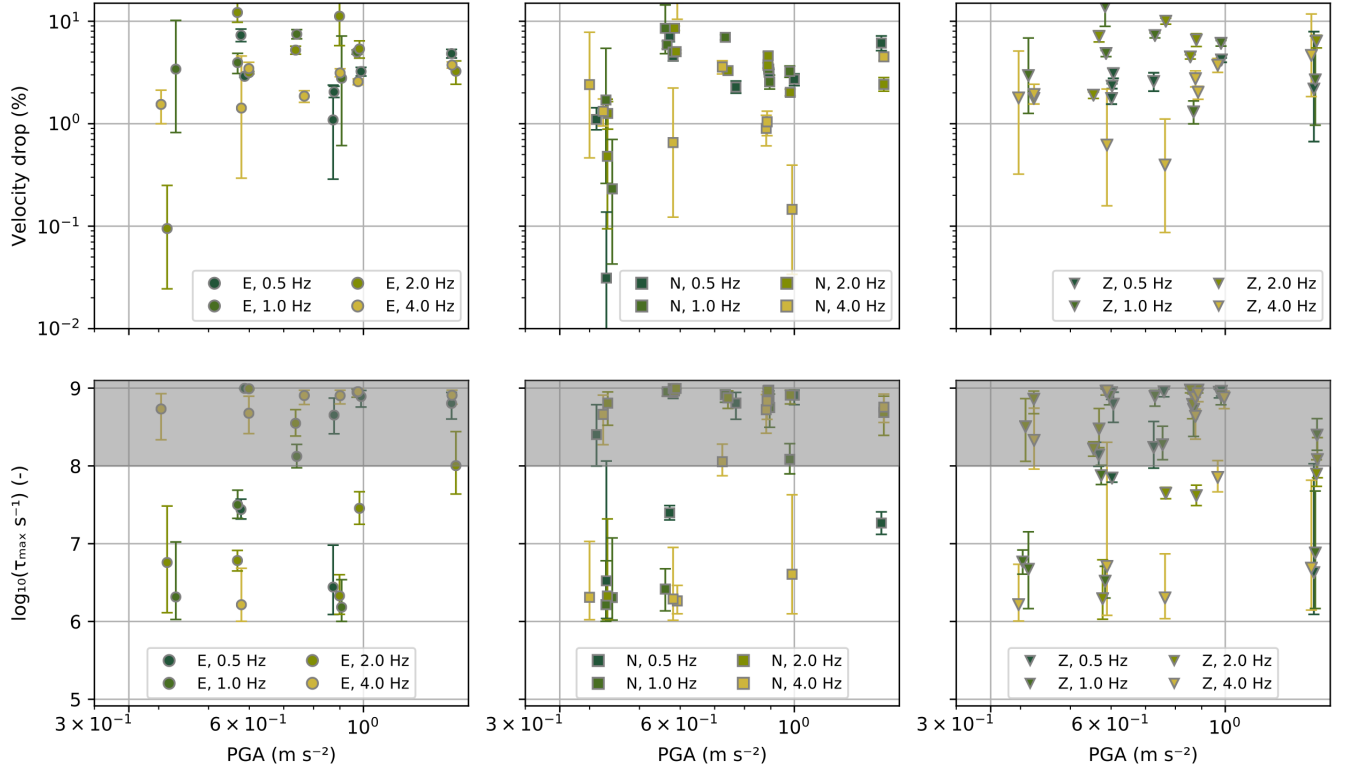 10¹
10⁰
10⁻¹
10⁻²
Velocity drop (%)
E, 0.5 Hz
E, 1.0 Hz
E, 2.0 Hz
E, 4.0 Hz
N, 0.5 Hz
N, 1.0 Hz
N, 2.0 Hz
N, 4.0 Hz
Z, 0.5 Hz
Z, 1.0 Hz
Z, 2.0 Hz
Z, 4.0 Hz
9
8
7
6
5
log₁₀(τₘₐₓ s⁻¹) (-)
E, 0.5 Hz
E, 1.0 Hz
E, 2.0 Hz
E, 4.0 Hz
N, 0.5 Hz
N, 1.0 Hz
N, 2.0 Hz
N, 4.0 Hz
Z, 0.5 Hz
Z, 1.0 Hz
Z, 2.0 Hz
Z, 4.0 Hz
3 × 10⁻¹
6 × 10⁻¹
10⁰
3 × 10⁻¹
6 × 10⁻¹
10⁰
3 × 10⁻¹
6 × 10⁻¹
10⁰
PGA (m s⁻²)
PGA (m s⁻²)
PGA (m s⁻²)